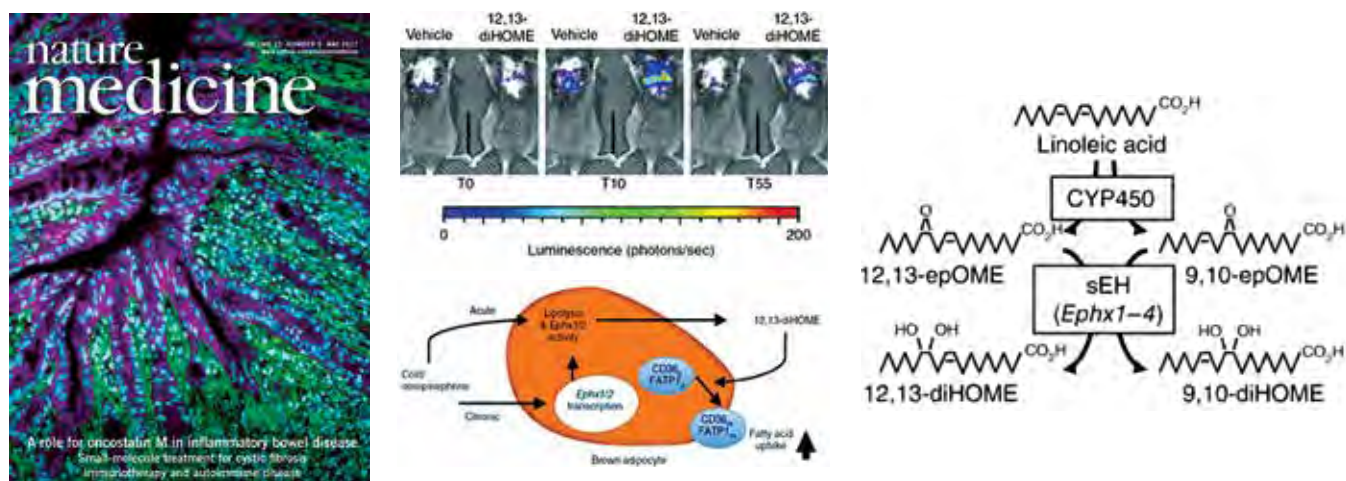 nature
medicine
A role for oncostatin M in inflammatory bowel disease
Small-molecule treatment for cystic fibrosis
Immunotherapy and autoimmune disease
Vehicle
12,13-
diHOME
Vehicle
12,13-
diHOME
Vehicle
12,13-
diHOME
T0
T10
T55
0
200
Luminescence (photons/sec)
Acute
Lipolysis
& Ephx1/2
activity
12,13-diHOME
Cold/
norepinephrine
Chronic
Ephx1/2
transcription
CD36
FATP1
CD36
FATP1
Fatty acid
uptake
Brown adipocyte
CO2H
Linoleic acid
CYP450
O
CO2H
12,13-epOME
O
CO2H
9,10-epOME
sEH
(Ephx1–4)
HO OH
CO2H
12,13-diHOME
HO OH
CO2H
9,10-diHOME